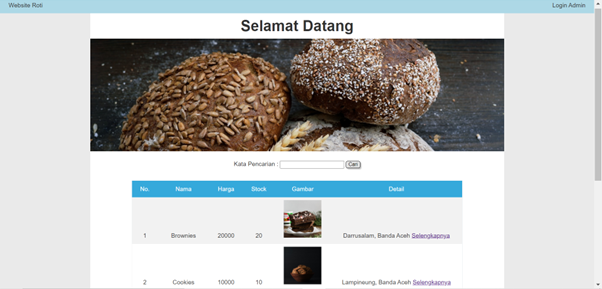 Website Roti Login Admin
Selamat Datang
Kata Pencarian : Cari
No. Nama Harga Stock Gambar Detail
1 Brownies 20000 20 Darrusalam, Banda Aceh Selengkapnya
2 Cookies 10000 10 Lampineung, Banda Aceh Selengkapnya